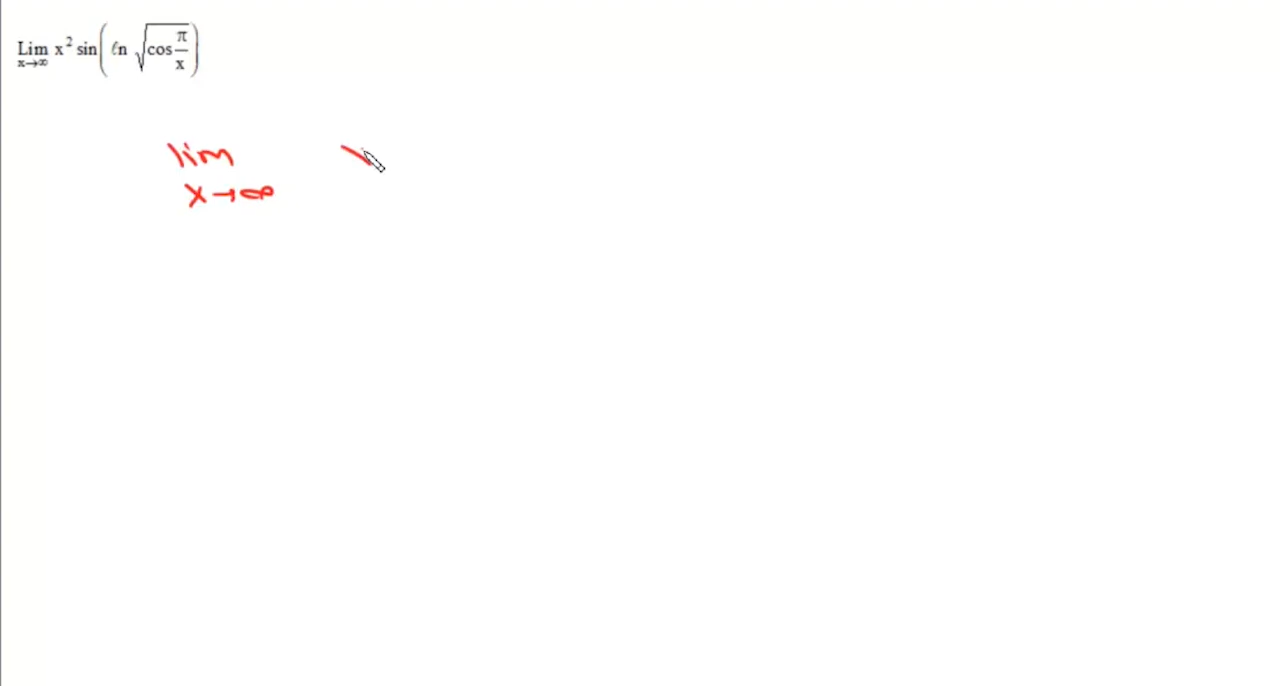 Lim x→∞ x² sin(ℓn √(cos π/x))
lim
x→∞